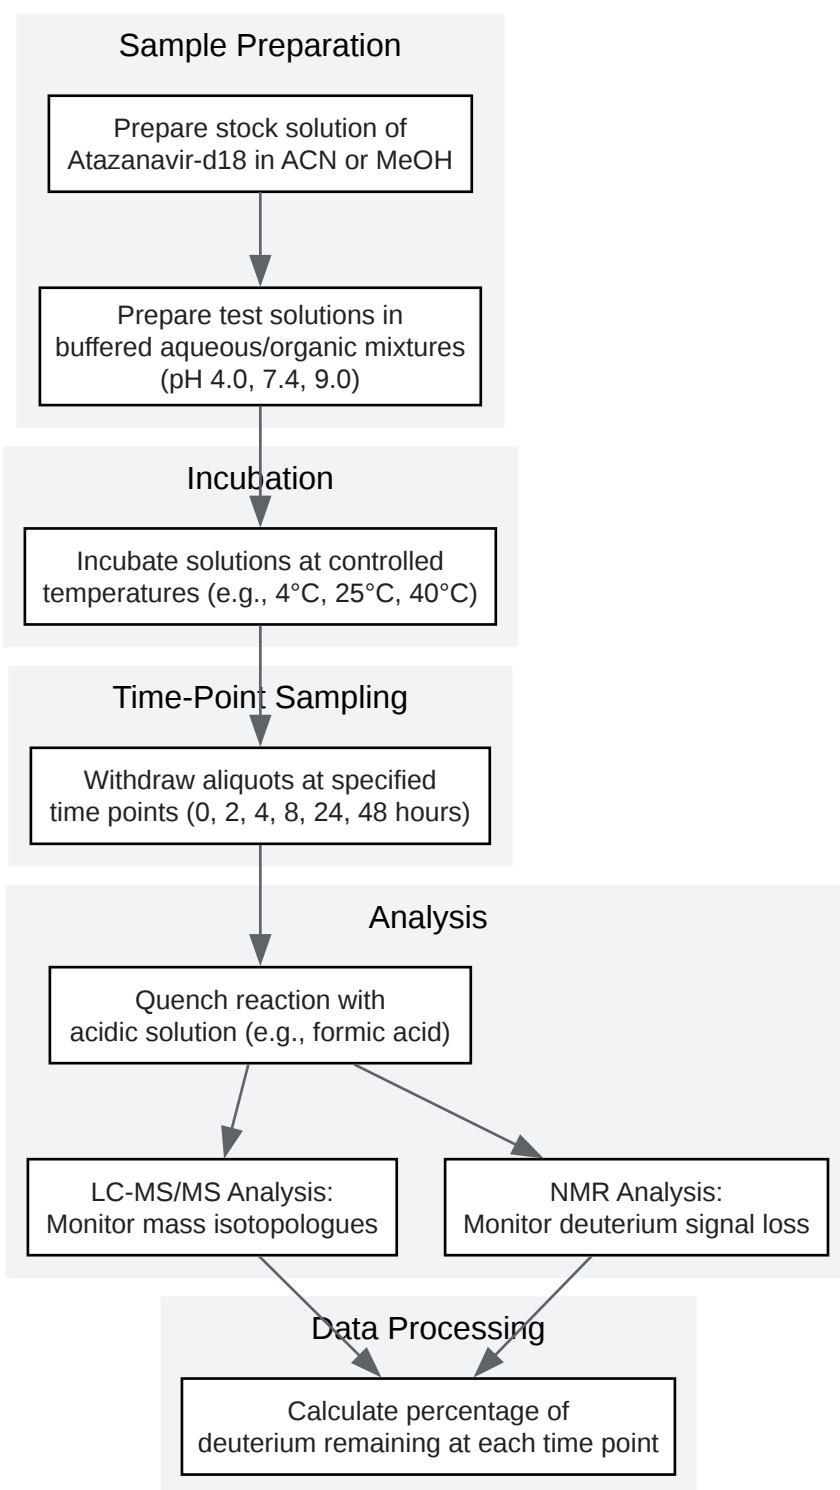 Sample Preparation
Prepare stock solution of
Atazanavir-d18 in ACN or MeOH
Prepare test solutions in
buffered aqueous/organic mixtures
(pH 4.0, 7.4, 9.0)
Incubation
Incubate solutions at controlled
temperatures (e.g., 4°C, 25°C, 40°C)
Time-Point Sampling
Withdraw aliquots at specified
time points (0, 2, 4, 8, 24, 48 hours)
Analysis
Quench reaction with
acidic solution (e.g., formic acid)
LC-MS/MS Analysis:
Monitor mass isotopologues
NMR Analysis:
Monitor deuterium signal loss
Data Processing
Calculate percentage of
deuterium remaining at each time point